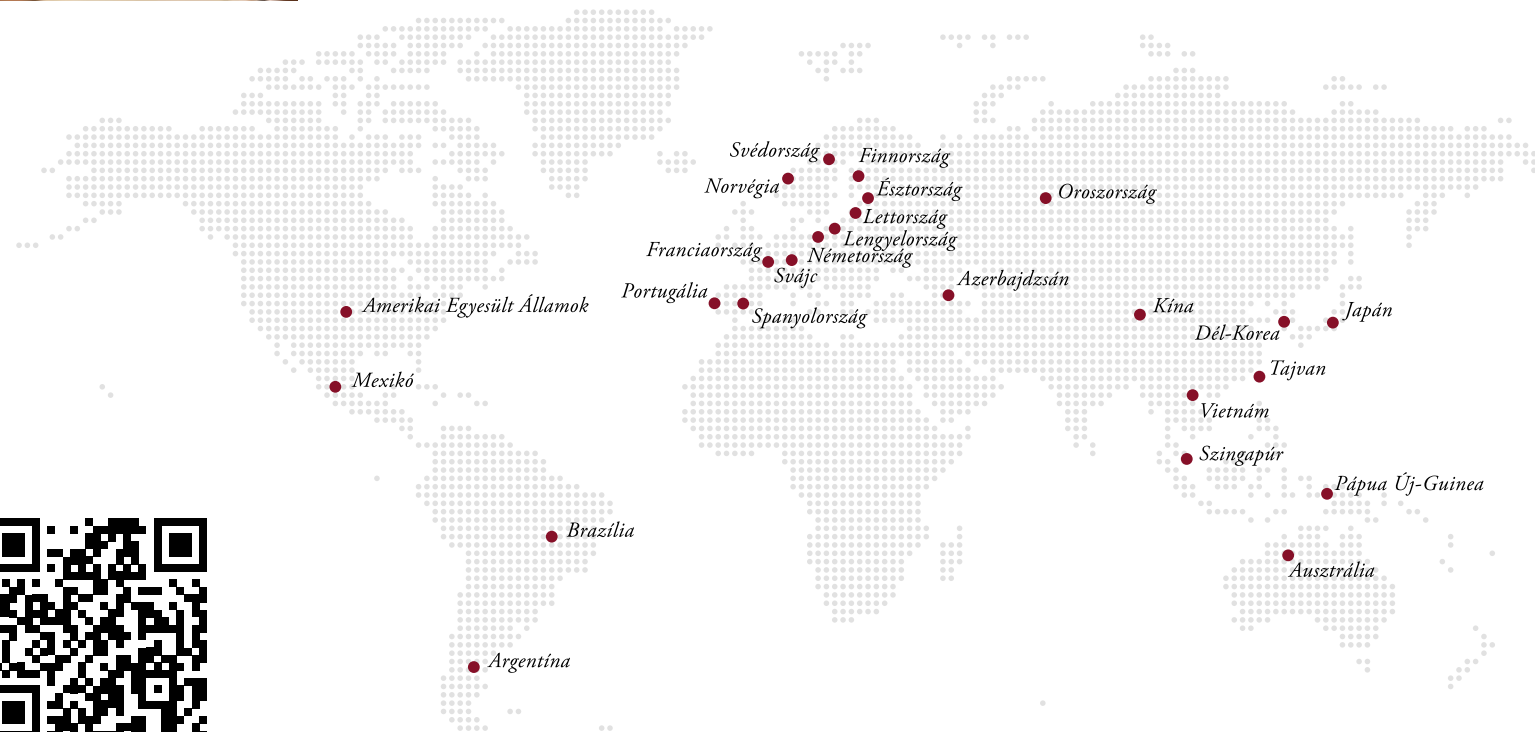 Svédország
Finnország
Norvégia
Észtország
Oroszország
Lettország
Lengyelország
Franciaország
Németország
Svájc
Azerbajdzsán
Portugália
Spanyolország
Amerikai Egyesült Államok
Kína
Japán
Dél-Korea
Tajvan
Mexikó
Vietnám
Szingapúr
Pápua Új-Guinea
Brazília
Ausztrália
Argentína